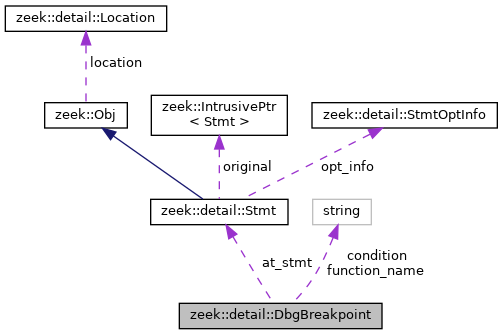 zeek::detail::Location
location
zeek::Obj
zeek::IntrusivePtr
< Stmt >
zeek::detail::StmtOptInfo
original
opt_info
zeek::detail::Stmt
string
at_stmt
condition
function_name
zeek::detail::DbgBreakpoint